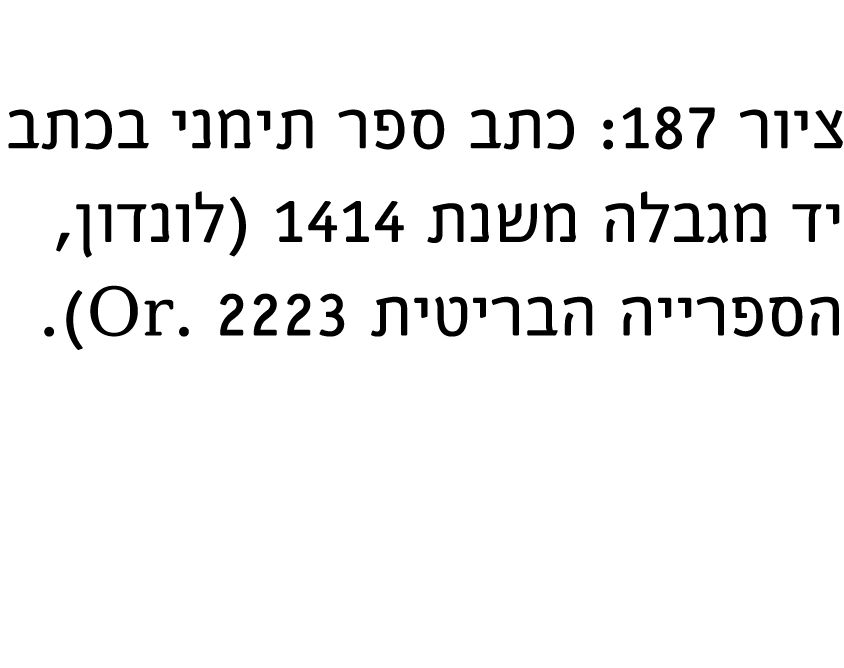 ציור 187: כתב ספר תימני בכתב
יד מגבלה משנת 1414 (לונדון,
הספרייה הבריטית Or. 2223).